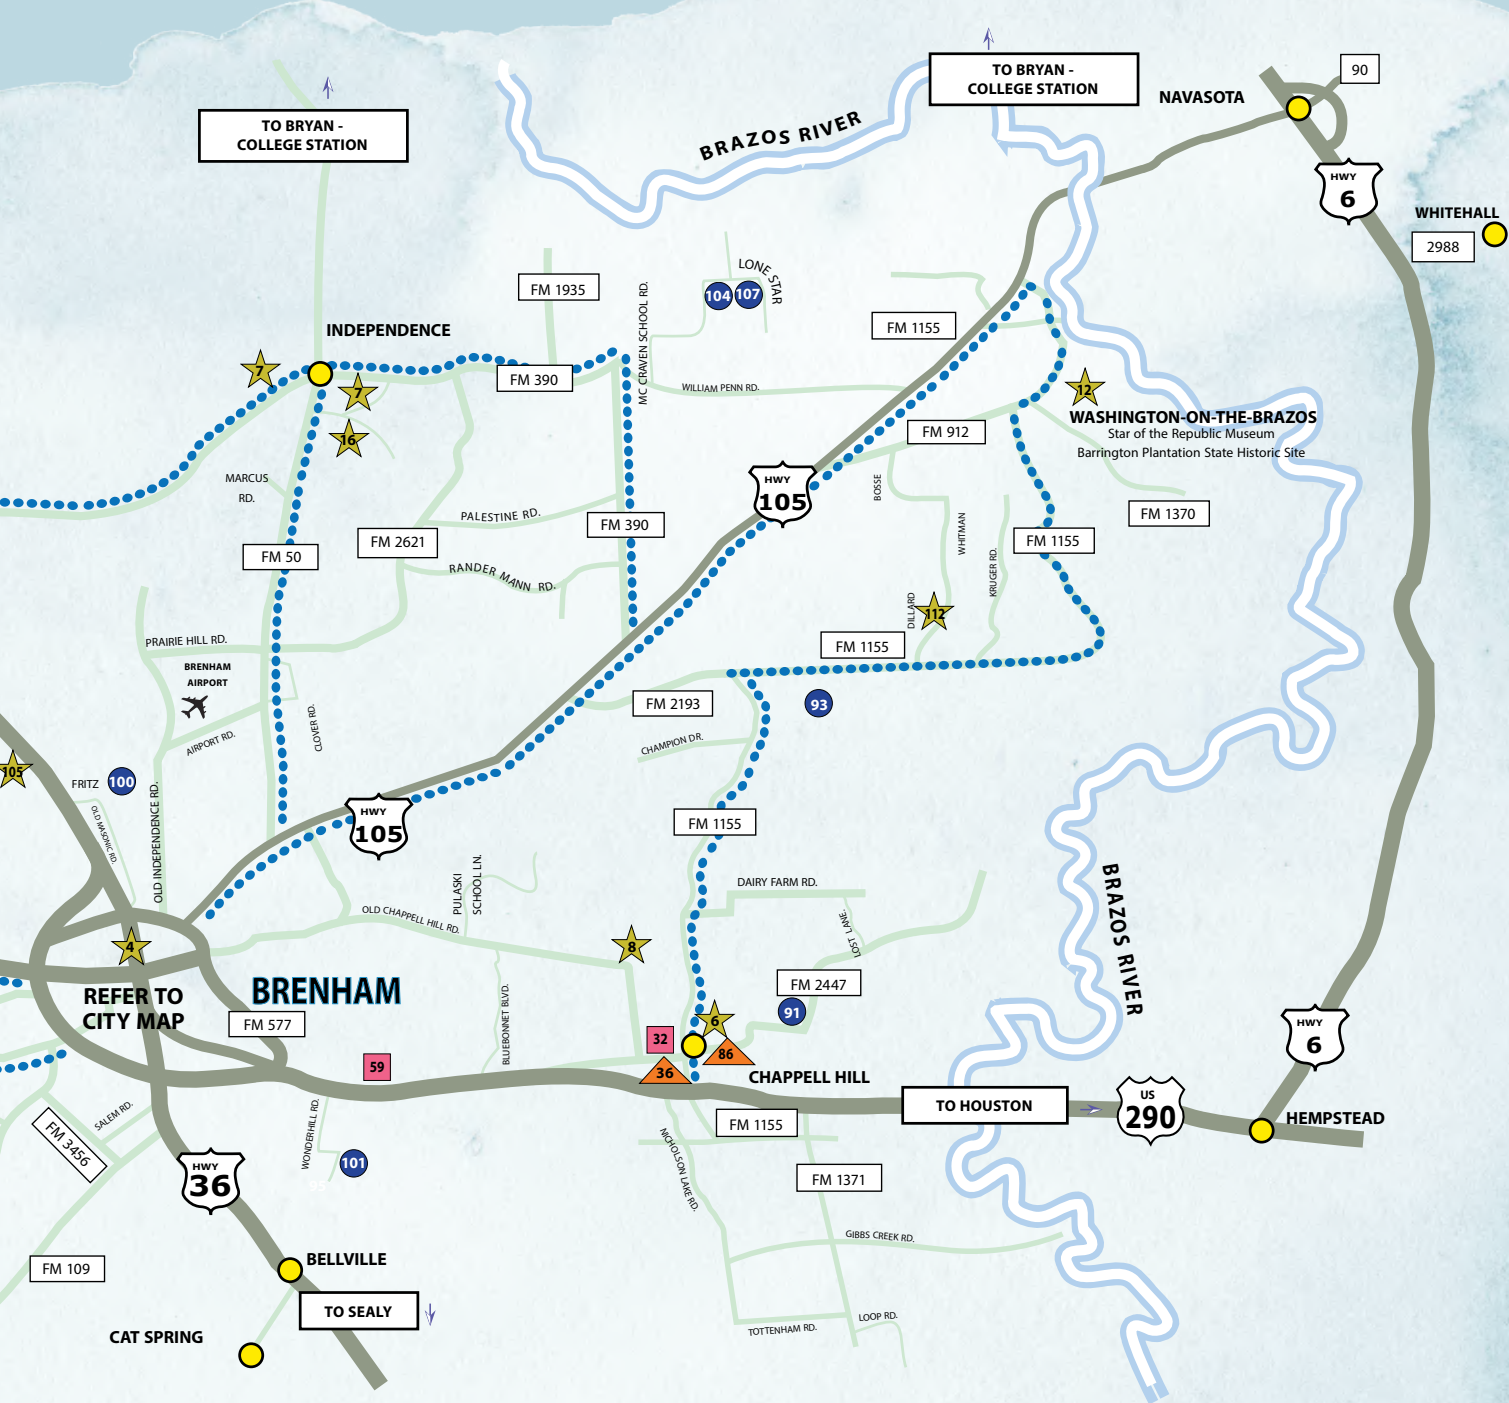 TO BRYAN -
COLLEGE STATION
NAVASOTA
90
TO BRYAN -
COLLEGE STATION
BRAZOS RIVER
HWY
6
WHITEHALL
2988
LONE STAR
FM 1935
104
107
MC CRAVEN SCHOOL RD.
INDEPENDENCE
FM 1155
7
FM 390
7
WILLIAM PENN RD.
12
WASHINGTON-ON-THE-BRAZOS
Star of the Republic Museum
Barrington Plantation State Historic Site
16
FM 912
MARCUS
RD.
HWY
105
BOSSE
PALESTINE RD.
FM 390
FM 1370
FM 2621
WHITMAN
FM 1155
FM 50
RANDER MANN RD.
KRUGER RD.
DILLARD
112
PRAIRIE HILL RD.
FM 1155
BRENHAM
AIRPORT
FM 2193
93
CLOVER RD.
AIRPORT RD.
CHAMPION DR.
105
FRITZ
100
OLD MASONIC RD.
OLD INDEPENDENCE RD.
HWY
105
FM 1155
PULASKI
SCHOOL LN.
DAIRY FARM RD.
OLD CHAPPELL HILL RD.
LOST LANE.
BRAZOS RIVER
4
8
REFER TO
CITY MAP
BRENHAM
FM 2447
BLUEBONNET BLVD.
91
FM 577
6
32
86
HWY
6
59
36
CHAPPELL HILL
TO HOUSTON
US
290
HEMPSTEAD
SALEM RD.
FM 3456
WONDERHILL RD.
FM 1155
NICHOLSON LAKE RD.
101
HWY
36
FM 1371
GIBBS CREEK RD.
BELLVILLE
FM 109
TO SEALY
CAT SPRING
TOTTENHAM RD.
LOOP RD.